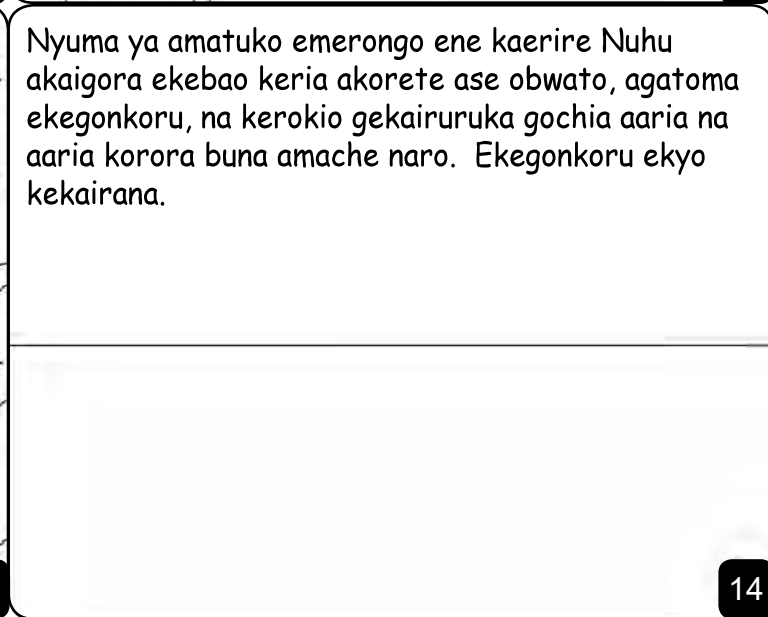 Nyuma ya amatuko emerongo ene kaerire Nuhu
akaigora ekebao keria akorete ase obwato, agatoma
ekegonkoru, na kerokio gekairuruka gochia aaria na
aaria korora buna amache naro.  Ekegonkoru ekyo
kekairana.
14